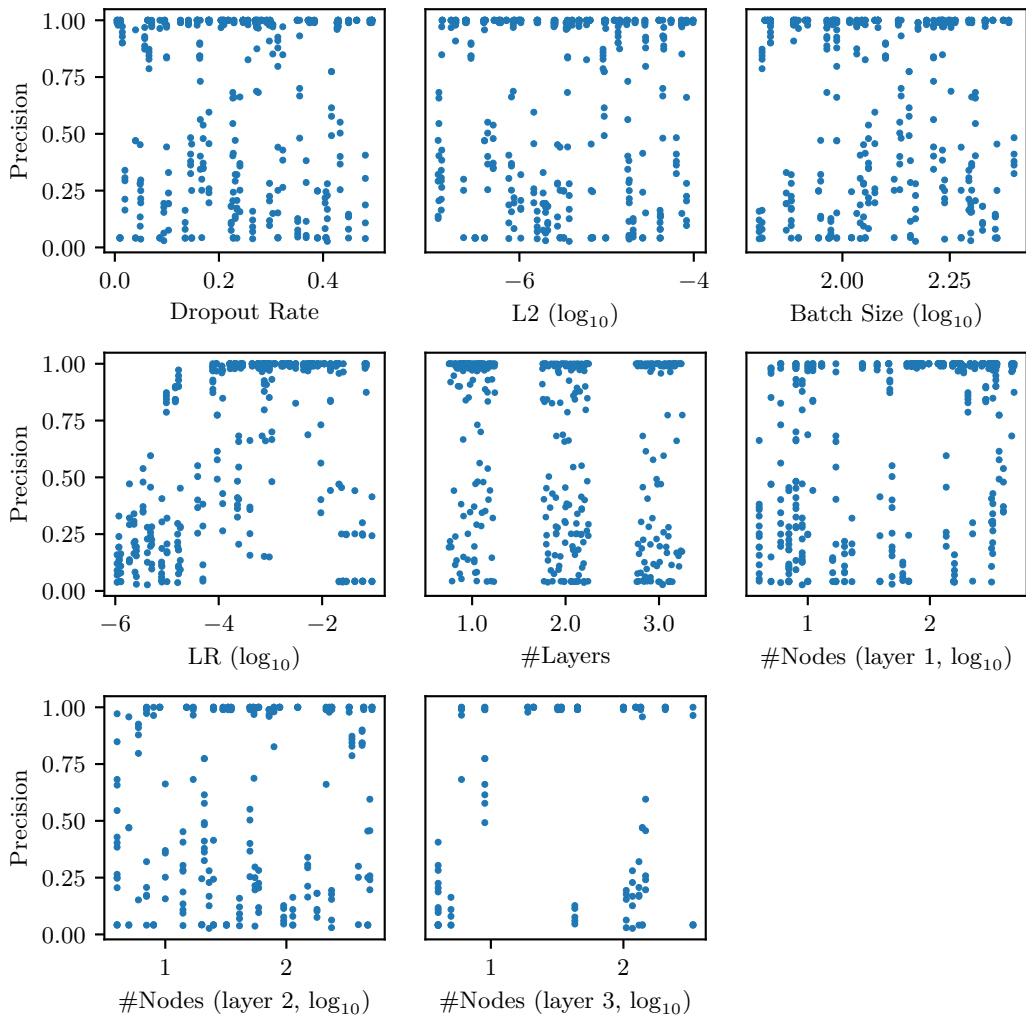 1.00
0.75
0.50
0.25
0.00
Precision
0.0 0.2 0.4
Dropout Rate
−6 −4
L2 (log₁₀)
2.00 2.25
Batch Size (log₁₀)
1.00
0.75
0.50
0.25
0.00
Precision
−6 −4 −2
LR (log₁₀)
1.0 2.0 3.0
#Layers
1 2
#Nodes (layer 1, log₁₀)
1.00
0.75
0.50
0.25
0.00
Precision
1 2
#Nodes (layer 2, log₁₀)
1 2
#Nodes (layer 3, log₁₀)